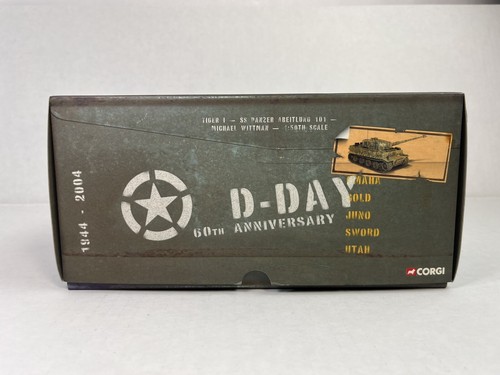 TIGER I - SS PANZER ABEITLUNG 101 -
MICHAEL WITTMAN - 1:50TH SCALE
1944 - 2004
D-DAY
60TH ANNIVERSARY
OMAHA
GOLD
JUNO
SWORD
UTAH
CORGI